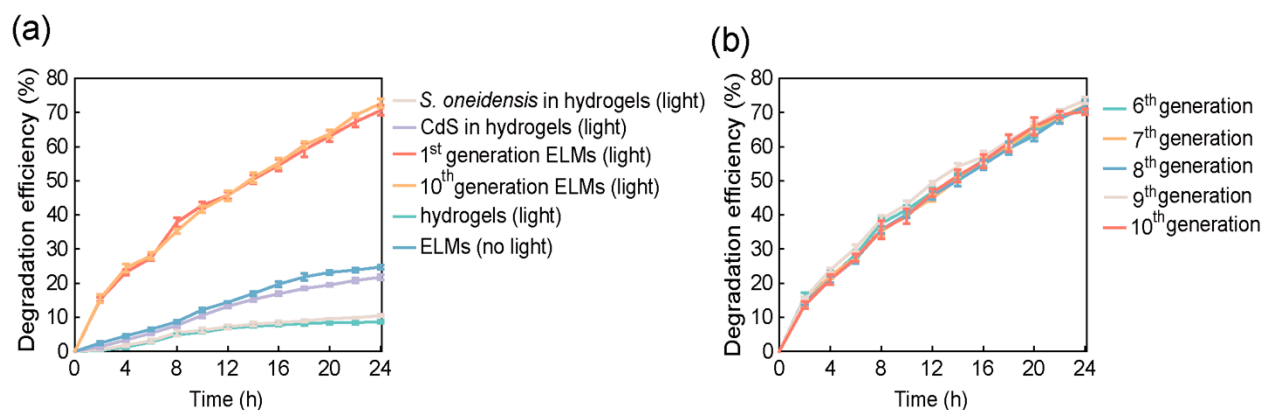 (a)
Degradation efficiency (%)
80
70
60
50
40
30
20
10
0
0 4 8 12 16 20 24
Time (h)
S. oneidensis in hydrogels (light)
CdS in hydrogels (light)
1st generation ELMs (light)
10th generation ELMs (light)
hydrogels (light)
ELMs (no light)
(b)
Degradation efficiency (%)
80
70
60
50
40
30
20
10
0
0 4 8 12 16 20 24
Time (h)
6th generation
7th generation
8th generation
9th generation
10th generation